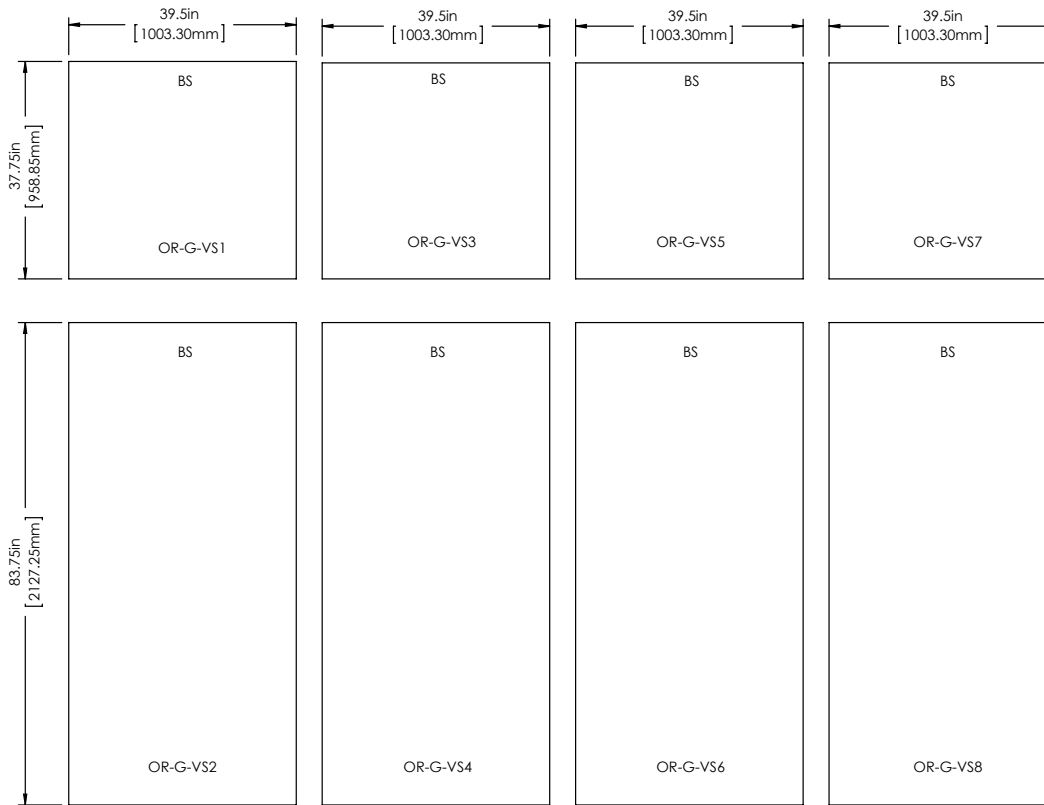 39.5in
[1003.30mm]
39.5in
[1003.30mm]
39.5in
[1003.30mm]
39.5in
[1003.30mm]
37.75in
[958.85mm]
BS
OR-G-VS1
BS
OR-G-VS3
BS
OR-G-VS5
BS
OR-G-VS7
83.75in
[2127.25mm]
BS
OR-G-VS2
BS
OR-G-VS4
BS
OR-G-VS6
BS
OR-G-VS8